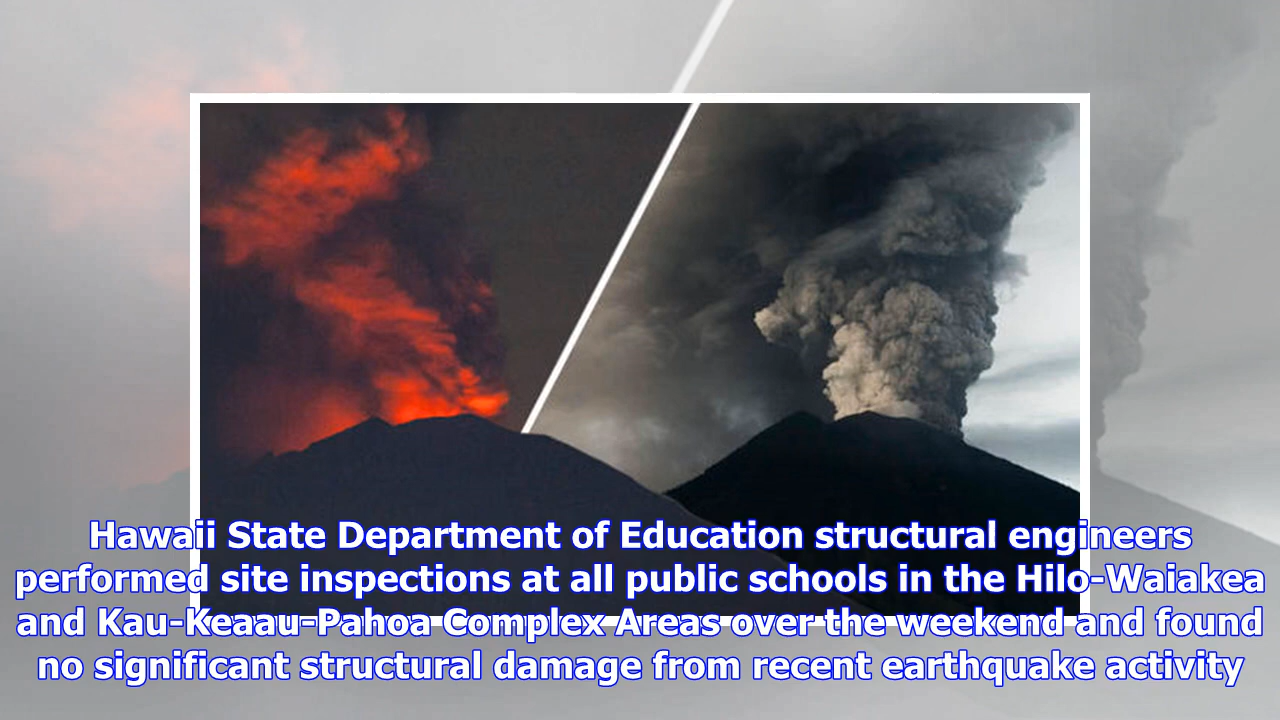 Hawaii State Department of Education structural engineers
performed site inspections at all public schools in the Hilo-Waiakea
and Kau-Keaau-Pahoa Complex Areas over the weekend and found
no significant structural damage from recent earthquake activity